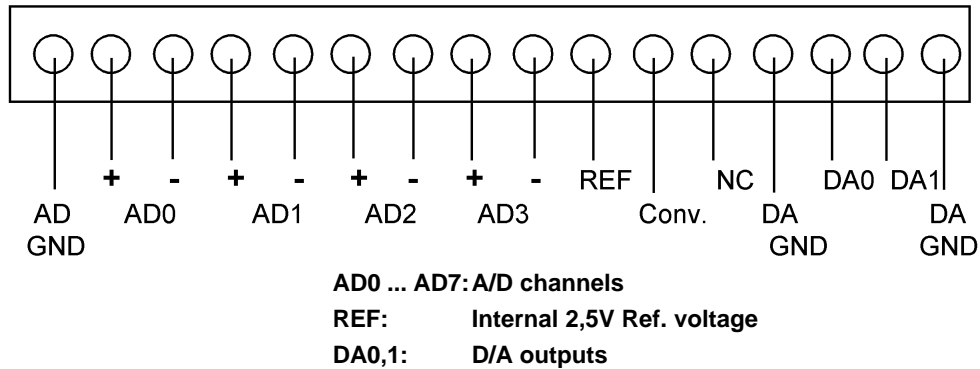 + - + - + - + - REF NC DA0 DA1
AD AD0 AD1 AD2 AD3 Conv. DA DA
GND GND GND
AD0 ... AD7: A/D channels
REF: Internal 2,5V Ref. voltage
DA0,1: D/A outputs